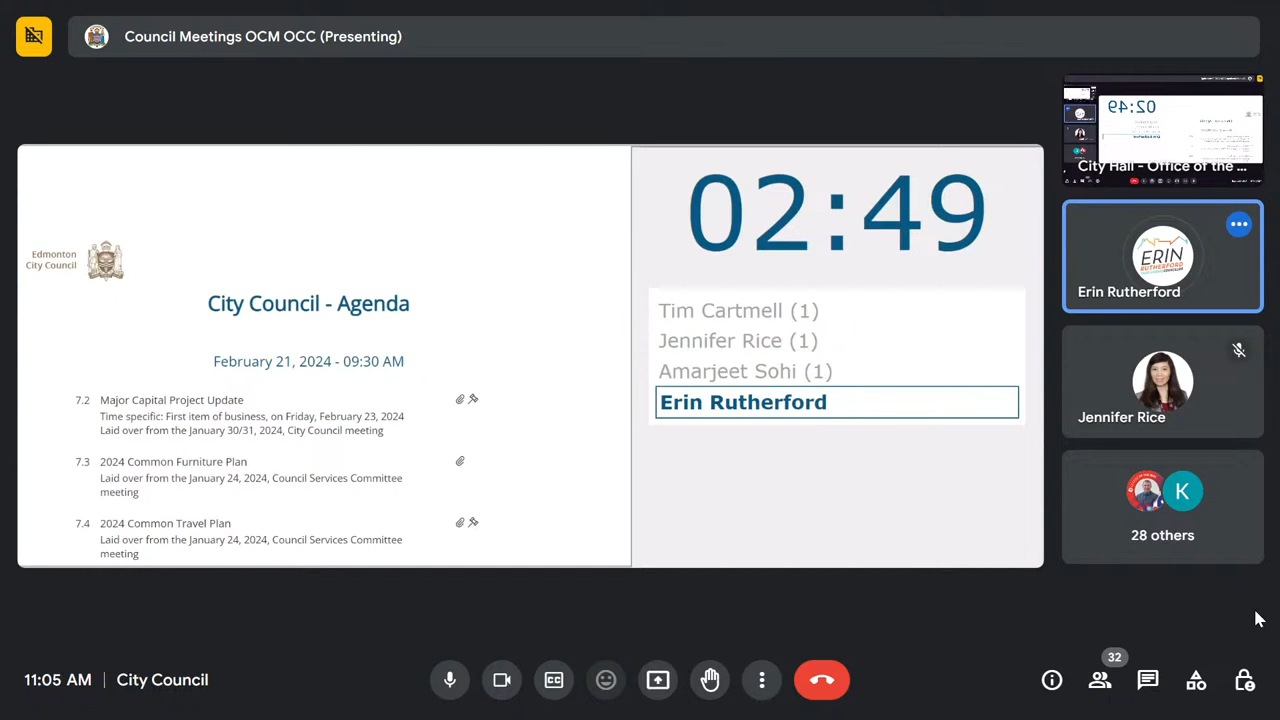 Council Meetings OCM OCC (Presenting)
Edmonton
City Council
City Council - Agenda
February 21, 2024 - 09:30 AM
7.2 Major Capital Project Update
Time specific: First item of business, on Friday, February 23, 2024
Laid over from the January 30/31, 2024, City Council meeting
7.3 2024 Common Furniture Plan
Laid over from the January 24, 2024, Council Services Committee
meeting
7.4 2024 Common Travel Plan
Laid over from the January 24, 2024, Council Services Committee
meeting
02:49
Tim Cartmell (1)
Jennifer Rice (1)
Amarjeet Sohi (1)
Erin Rutherford
02:49
City Hall - Office of the ...
ERIN
RUTHERFORD
Erin Rutherford
Jennifer Rice
K
28 others
11:05 AM
City Council
CC
32